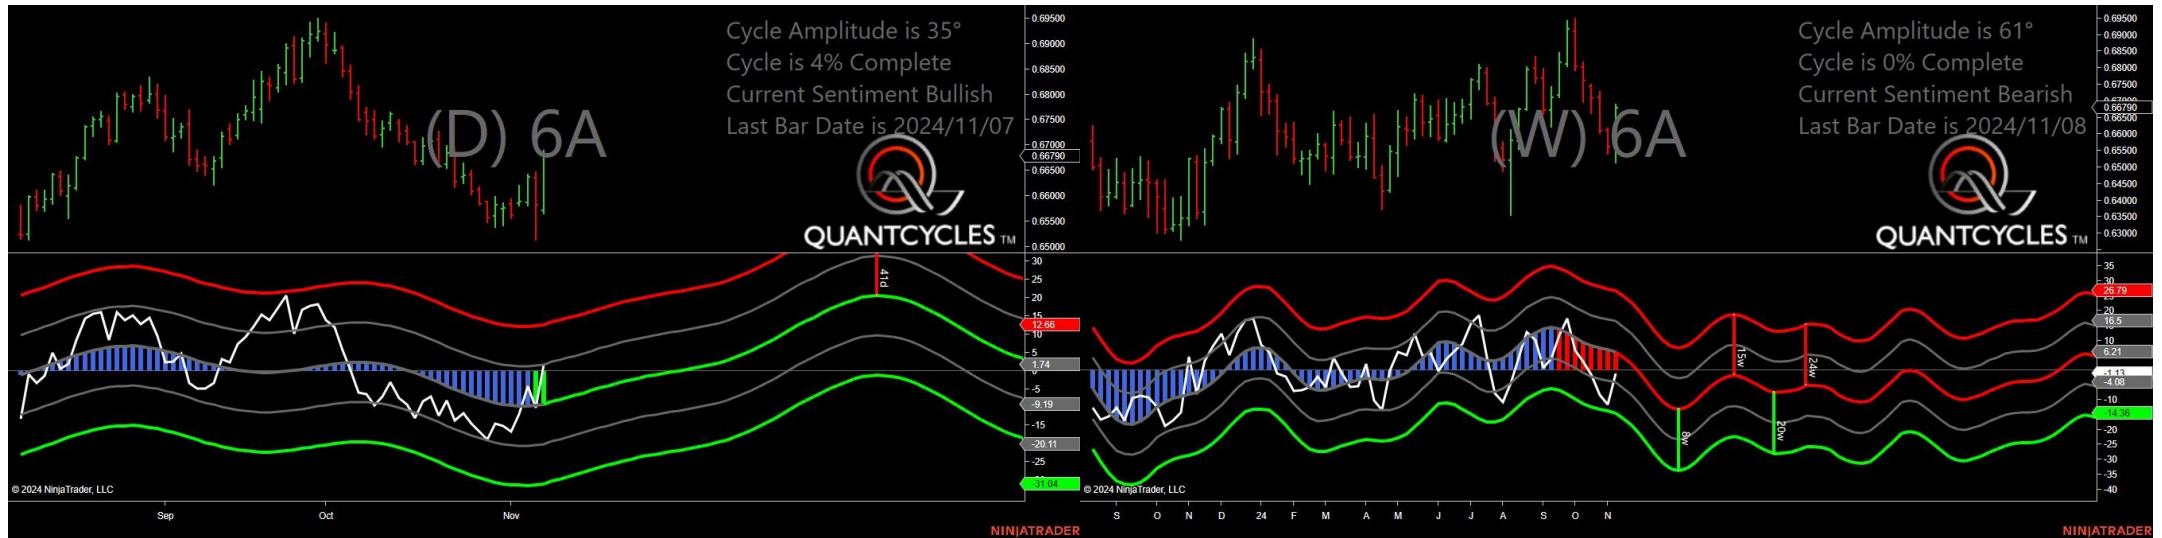 Cycle Amplitude is 35°
Cycle is 4% Complete
Current Sentiment Bullish
Last Bar Date is 2024/11/07
(D) 6A
QUANTCYCLES TM
0.69500
0.69000
0.68500
0.68000
0.67500
0.67000
0.66790
0.66500
0.66000
0.65500
0.65000
41d
30
25
20
15
12.66
10
5
1.74
0
-5
-9.19
-15
-20.11
-25
-31.04
© 2024 NinjaTrader, LLC
Sep Oct Nov
NINJATRADER
Cycle Amplitude is 61°
Cycle is 0% Complete
Current Sentiment Bearish
Last Bar Date is 2024/11/08
(W) 6A
QUANTCYCLES TM
0.69500
0.69000
0.68500
0.68000
0.67500
0.66790
0.66500
0.66000
0.65500
0.65000
0.64500
0.64000
0.63500
0.63000
8w
15w
20w
24w
35
26.79
25
20
16.5
10
6.21
-1.13
-4.08
-14.36
-20
-25
-30
-35
-40
© 2024 NinjaTrader, LLC
S O N D 24 F M A M J J A S O N
NINJATRADER